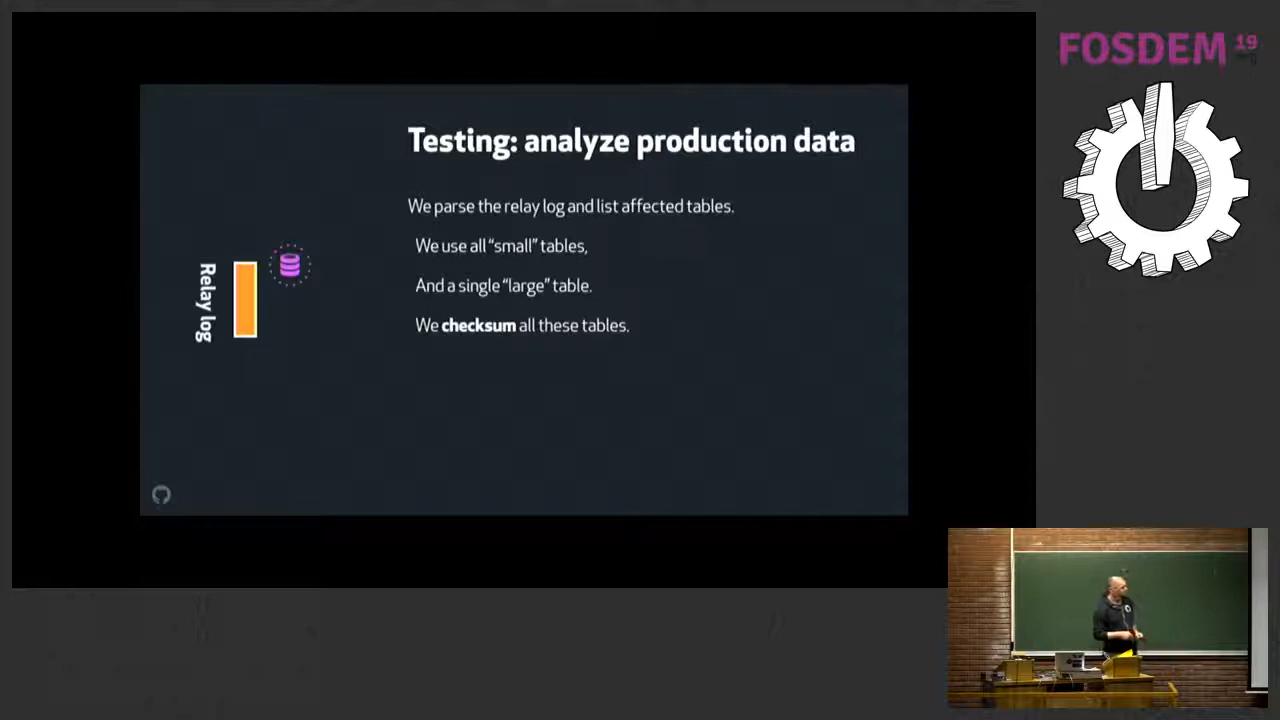 FOSDEM 19
Testing: analyze production data
We parse the relay log and list affected tables.
We use all “small” tables,
And a single “large” table.
We checksum all these tables.
Relay log